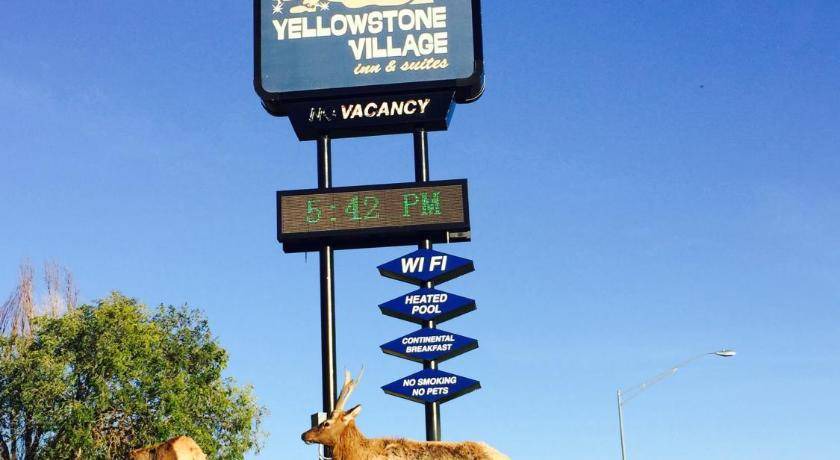 YELLOWSTONE
VILLAGE
inn & suites
VACANCY
5:42 PM
WI FI
HEATED
POOL
CONTINENTAL
BREAKFAST
NO SMOKING
NO PETS